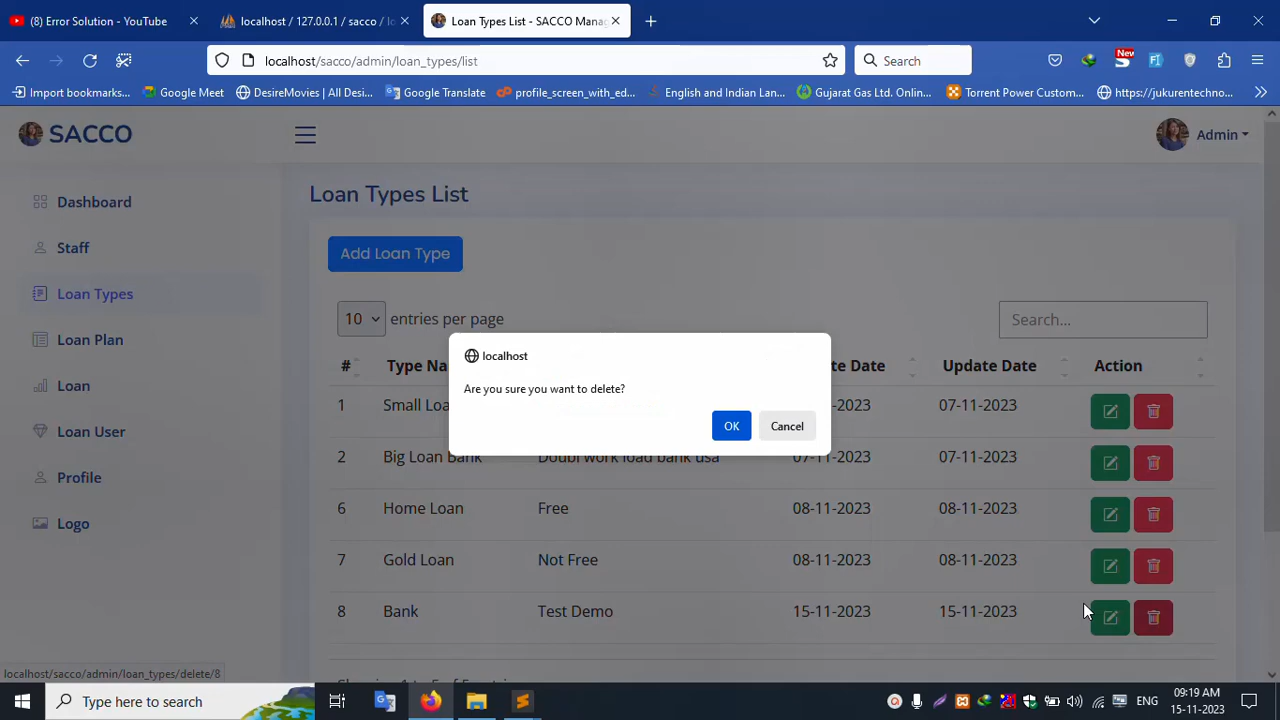 (8) Error Solution - YouTube
localhost / 127.0.0.1 / sacco / lo
Loan Types List - SACCO Manag
localhost/sacco/admin/loan_types/list
Search
New
Import bookmarks...
Google Meet
DesireMovies | All Desi...
Google Translate
profile_screen_with_ed...
English and Indian Lan...
Gujarat Gas Ltd. Onlin...
Torrent Power Custom...
https://jukurentechno...
SACCO
Admin
Dashboard
Staff
Loan Types
Loan Plan
Loan
Loan User
Profile
Logo
Loan Types List
Add Loan Type
10 entries per page
Search...
# Type Na te Date Update Date Action
1 Small Loa -2023 07-11-2023
2 Big Loan Bank Doubl work load bank usa 07-11-2023 07-11-2023
6 Home Loan Free 08-11-2023 08-11-2023
7 Gold Loan Not Free 08-11-2023 08-11-2023
8 Bank Test Demo 15-11-2023 15-11-2023
localhost
Are you sure you want to delete?
OK
Cancel
localhost/sacco/admin/loan_types/delete/8
Type here to search
ENG
09:19 AM
15-11-2023